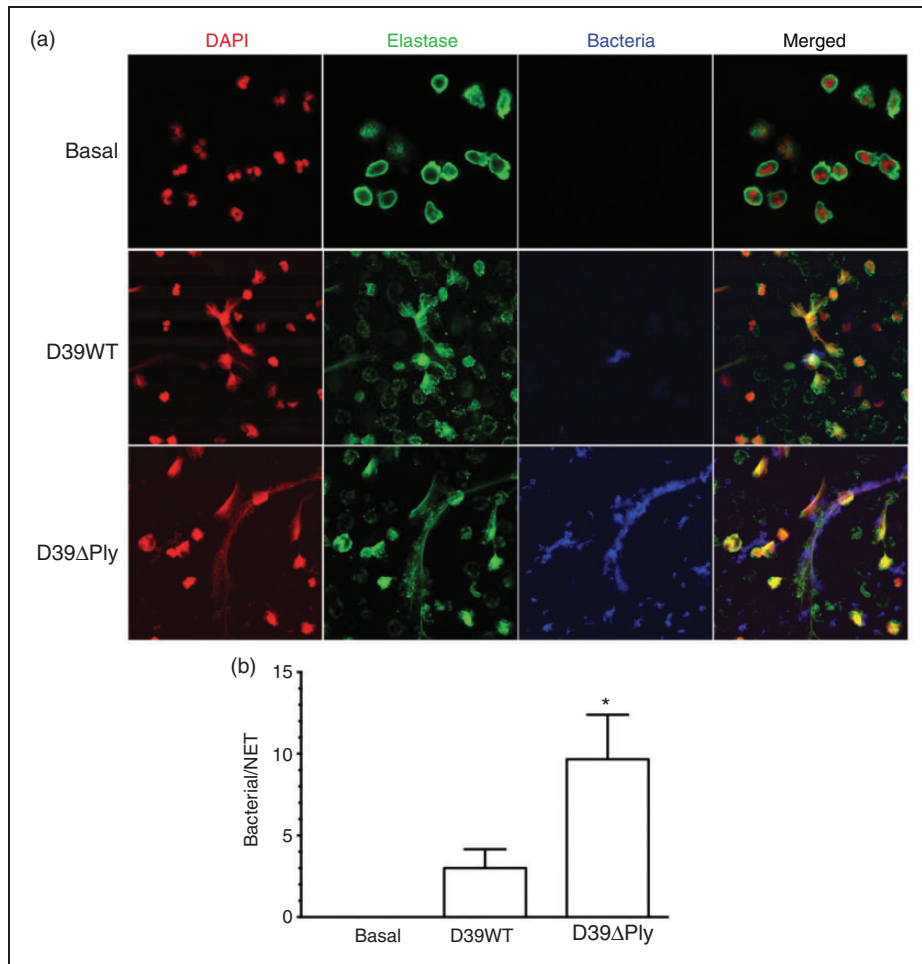 (a)
DAPI Elastase Bacteria Merged
Basal
D39WT
D39ΔPly
(b)
15
10
5
0
Bacterial/NET
*
Basal D39WT D39ΔPly